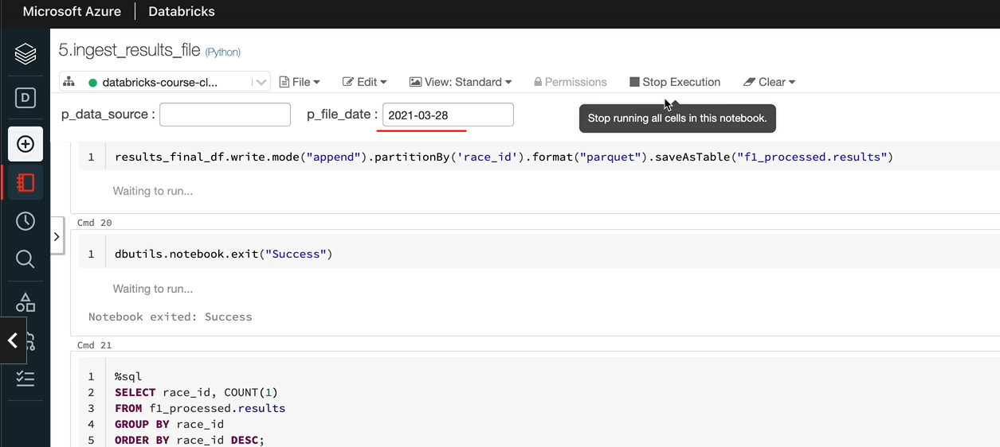 Microsoft Azure Databricks
5.ingest_results_file (Python)
databricks-course-cl... File Edit View: Standard Permissions Stop Execution Clear
p_data_source : p_file_date : 2021-03-28
Stop running all cells in this notebook.
1 results_final_df.write.mode("append").partitionBy('race_id').format("parquet").saveAsTable("f1_processed.results")
Waiting to run...
Cmd 20
1 dbutils.notebook.exit("Success")
Waiting to run...
Notebook exited: Success
Cmd 21
1 %sql
2 SELECT race_id, COUNT(1)
3 FROM f1_processed.results
4 GROUP BY race_id
5 ORDER BY race_id DESC;
D